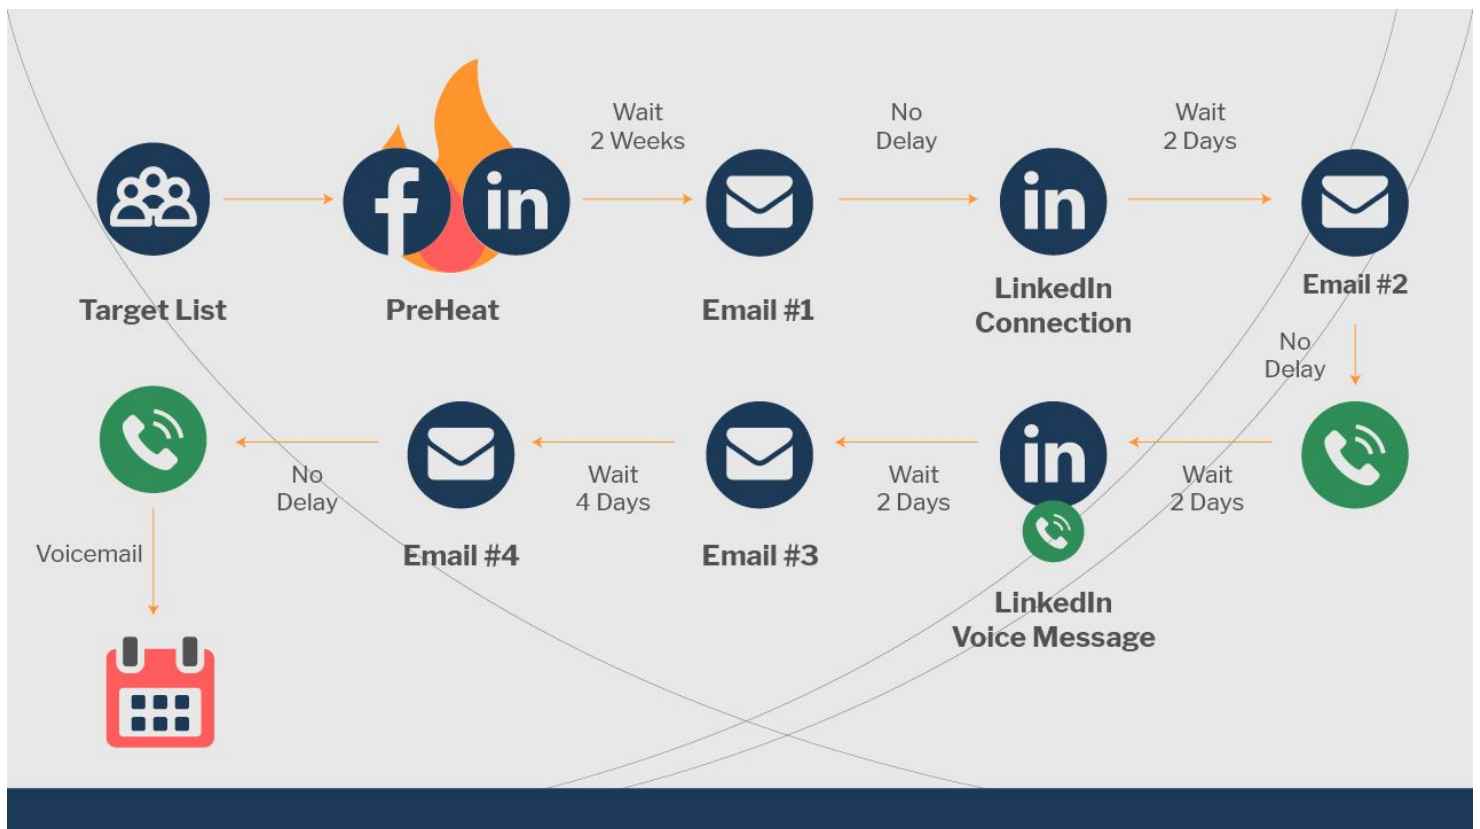 Wait
2 Weeks
No
Delay
Wait
2 Days
Target List
PreHeat
Email #1
LinkedIn
Connection
Email #2
No
Delay
Wait
2 Days
Wait
2 Days
Wait
4 Days
No
Delay
LinkedIn
Voice Message
Email #3
Email #4
Voicemail